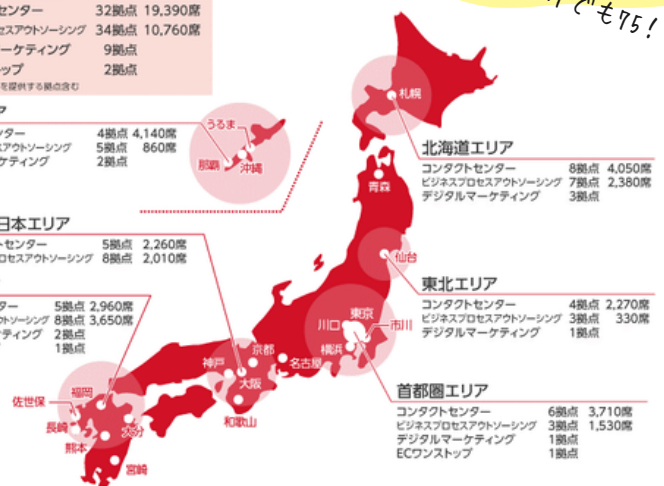 センター 32拠点 19,390席
セスアウトソーシング 34拠点 10,760席
マーケティング 9拠点
トップ 2拠点
を提供する拠点含む
でも75!
ンター 4拠点 4,140席
スアウトソーシング 5拠点 860席
ケティング 2拠点
うるま
那覇
沖縄
札幌
北海道エリア
コンタクトセンター 8拠点 4,050席
ビジネスプロセスアウトソーシング 7拠点 2,380席
デジタルマーケティング 3拠点
青森
日本エリア
トセンター 5拠点 2,260席
ロセスアウトソーシング 8拠点 2,010席
仙台
東北エリア
コンタクトセンター 4拠点 2,270席
ビジネスプロセスアウトソーシング 3拠点 330席
デジタルマーケティング 1拠点
ター 5拠点 2,960席
ウトソーシング 8拠点 3,650席
ティング 2拠点
1拠点
東京
川口
市川
横浜
京都
神戸
名古屋
大阪
和歌山
福岡
佐世保
長崎
大分
熊本
宮崎
首都圏エリア
コンタクトセンター 6拠点 3,710席
ビジネスプロセスアウトソーシング 3拠点 1,530席
デジタルマーケティング 1拠点
ECワンストップ 1拠点